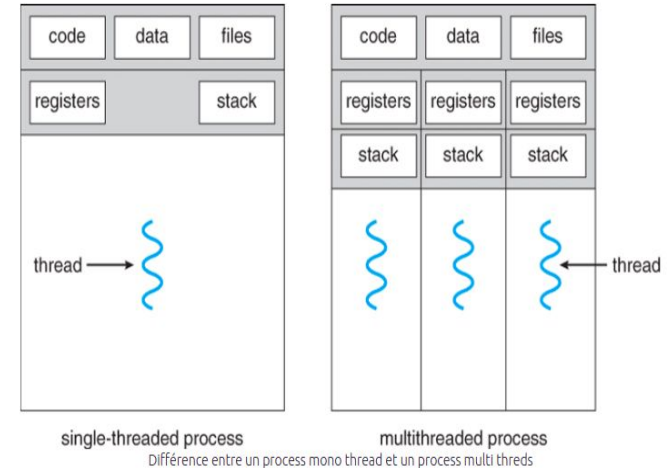 code data files code data files
registers stack registers registers registers
stack stack stack
thread thread
single-threaded process multithreaded process
Différence entre un process mono thread et un process multi threds